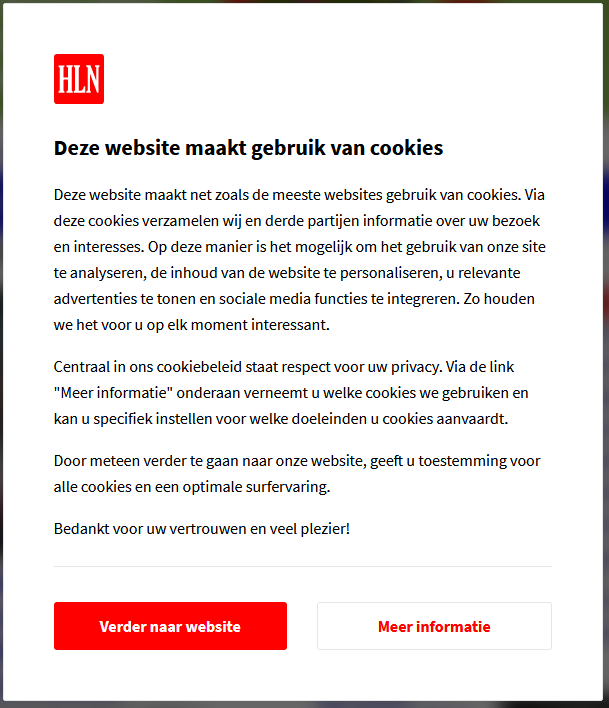 HLN
Deze website maakt gebruik van cookies
Deze website maakt net zoals de meeste websites gebruik van cookies. Via
deze cookies verzamelen wij en derde partijen informatie over uw bezoek
en interesses. Op deze manier is het mogelijk om het gebruik van onze site
te analyseren, de inhoud van de website te personaliseren, u relevante
advertenties te tonen en sociale media functies te integreren. Zo houden
we het voor u op elk moment interessant.
Centraal in ons cookiebeleid staat respect voor uw privacy. Via de link
"Meer informatie" onderaan verneemt u welke cookies we gebruiken en
kan u specifiek instellen voor welke doeleinden u cookies aanvaardt.
Door meteen verder te gaan naar onze website, geeft u toestemming voor
alle cookies en een optimale surfervaring.
Bedankt voor uw vertrouwen en veel plezier!
Verder naar website
Meer informatie